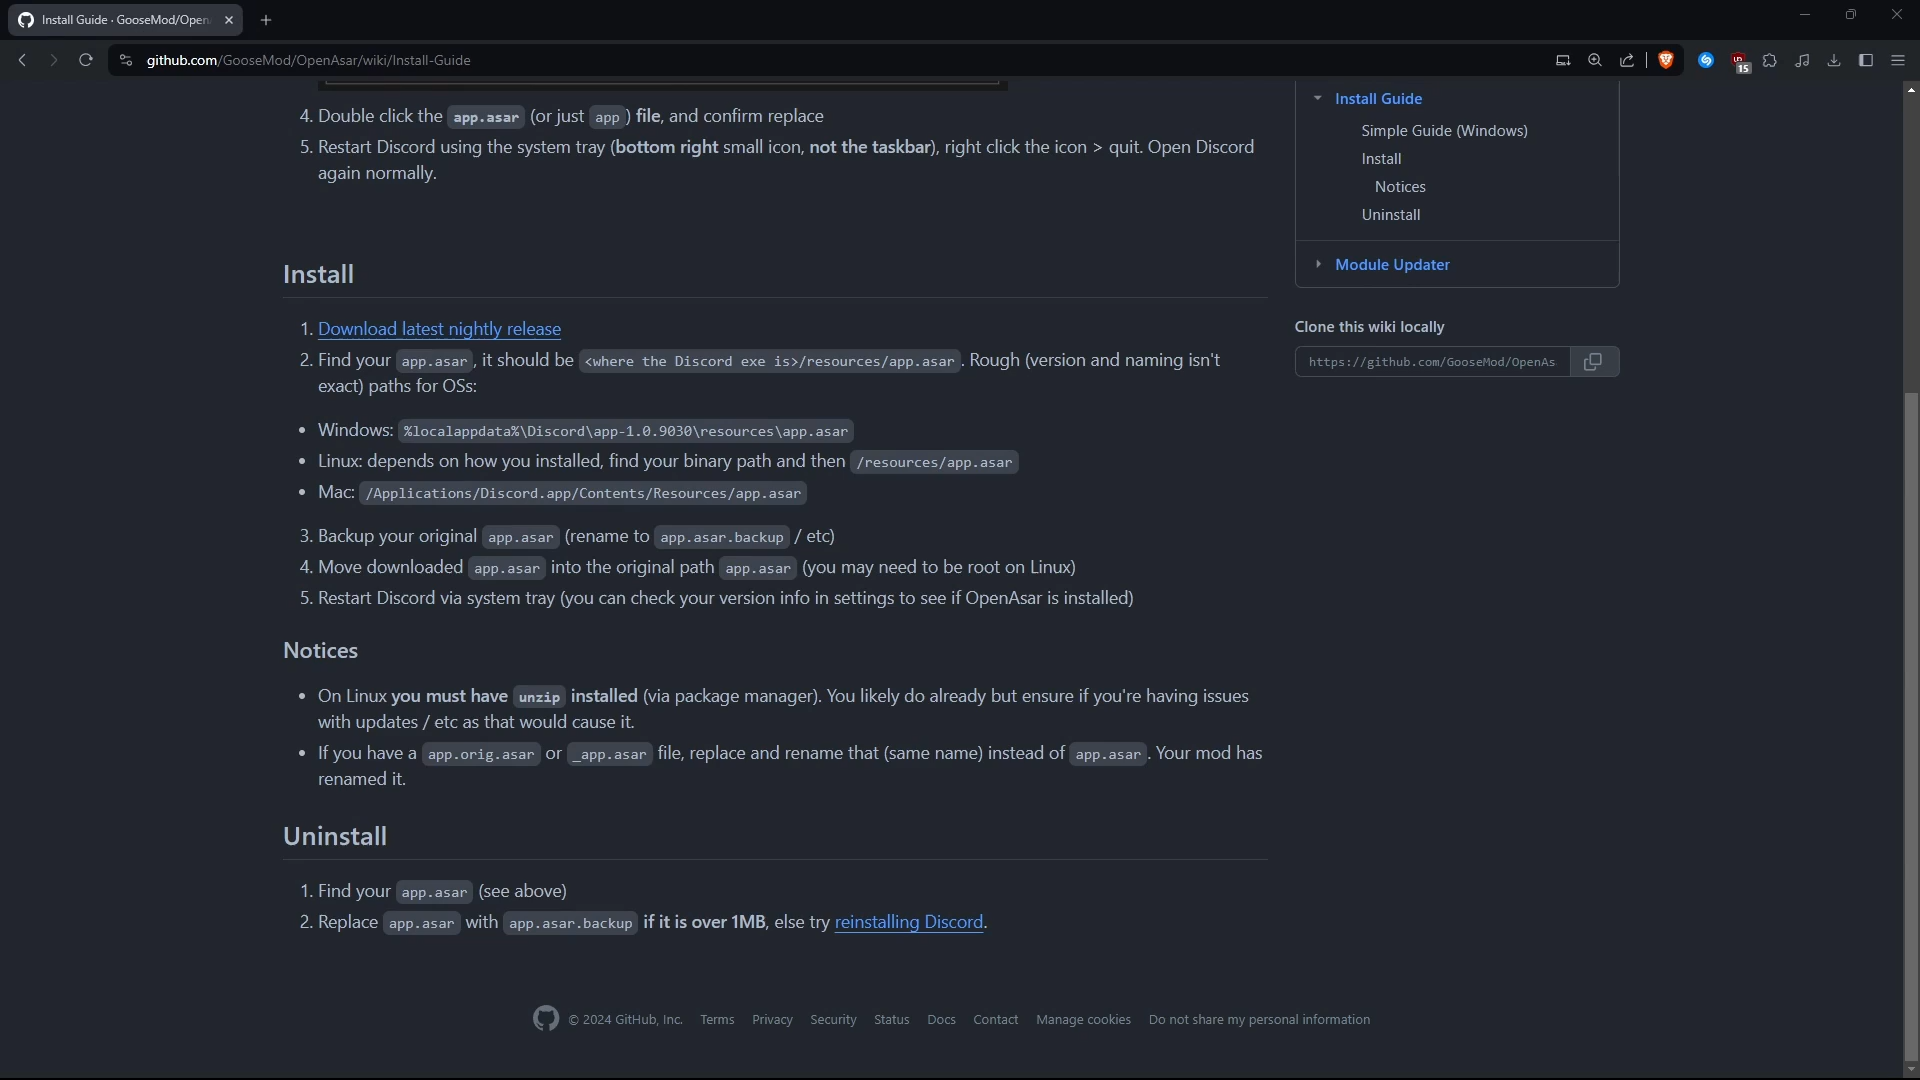 Install Guide · GooseMod/Open
github.com/GooseMod/OpenAsar/wiki/Install-Guide
15
4. Double click the app.asar (or just app) file, and confirm replace
5. Restart Discord using the system tray (bottom right small icon, not the taskbar), right click the icon > quit. Open Discord
again normally.
Install
1. Download latest nightly release
2. Find your app.asar, it should be <where the Discord exe is>/resources/app.asar. Rough (version and naming isn't
exact) paths for OSs:
• Windows: %localappdata%\Discord\app-1.0.9030\resources\app.asar
• Linux: depends on how you installed, find your binary path and then /resources/app.asar
• Mac: /Applications/Discord.app/Contents/Resources/app.asar
3. Backup your original app.asar (rename to app.asar.backup / etc)
4. Move downloaded app.asar into the original path app.asar (you may need to be root on Linux)
5. Restart Discord via system tray (you can check your version info in settings to see if OpenAsar is installed)
Notices
• On Linux you must have unzip installed (via package manager). You likely do already but ensure if you're having issues
with updates / etc as that would cause it.
• If you have a app.orig.asar or _app.asar file, replace and rename that (same name) instead of app.asar. Your mod has
renamed it.
Uninstall
1. Find your app.asar (see above)
2. Replace app.asar with app.asar.backup if it is over 1MB, else try reinstalling Discord.
Install Guide
Simple Guide (Windows)
Install
Notices
Uninstall
Module Updater
Clone this wiki locally
https://github.com/GooseMod/OpenAs
© 2024 GitHub, Inc. Terms Privacy Security Status Docs Contact Manage cookies Do not share my personal information